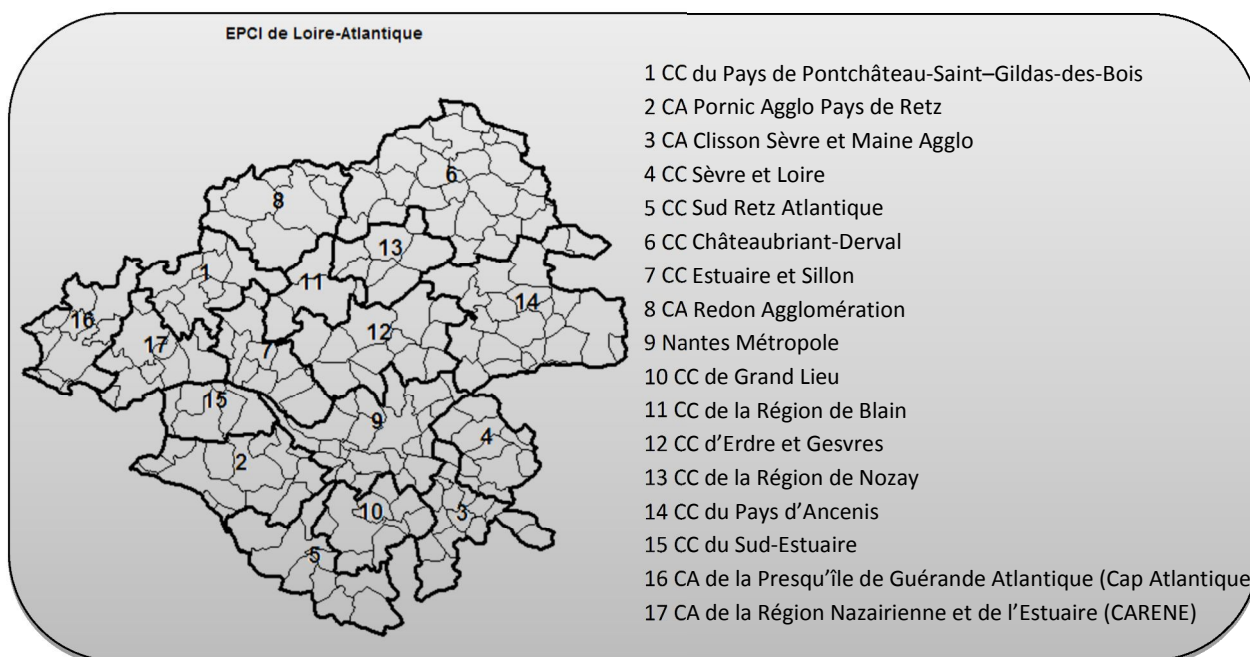 EPCI de Loire-Atlantique
1 CC du Pays de Pontchâteau-Saint–Gildas-des-Bois
2 CA Pornic Agglo Pays de Retz
3 CA Clisson Sèvre et Maine Agglo
4 CC Sèvre et Loire
5 CC Sud Retz Atlantique
6 CC Châteaubriant-Derval
7 CC Estuaire et Sillon
8 CA Redon Agglomération
9 Nantes Métropole
10 CC de Grand Lieu
11 CC de la Région de Blain
12 CC d’Erdre et Gesvres
13 CC de la Région de Nozay
14 CC du Pays d’Ancenis
15 CC du Sud-Estuaire
16 CA de la Presqu’île de Guérande Atlantique (Cap Atlantique
17 CA de la Région Nazairienne et de l’Estuaire (CARENE)
6
8
13
1
11
14
16
12
17
7
15
9
4
2
10
3
5